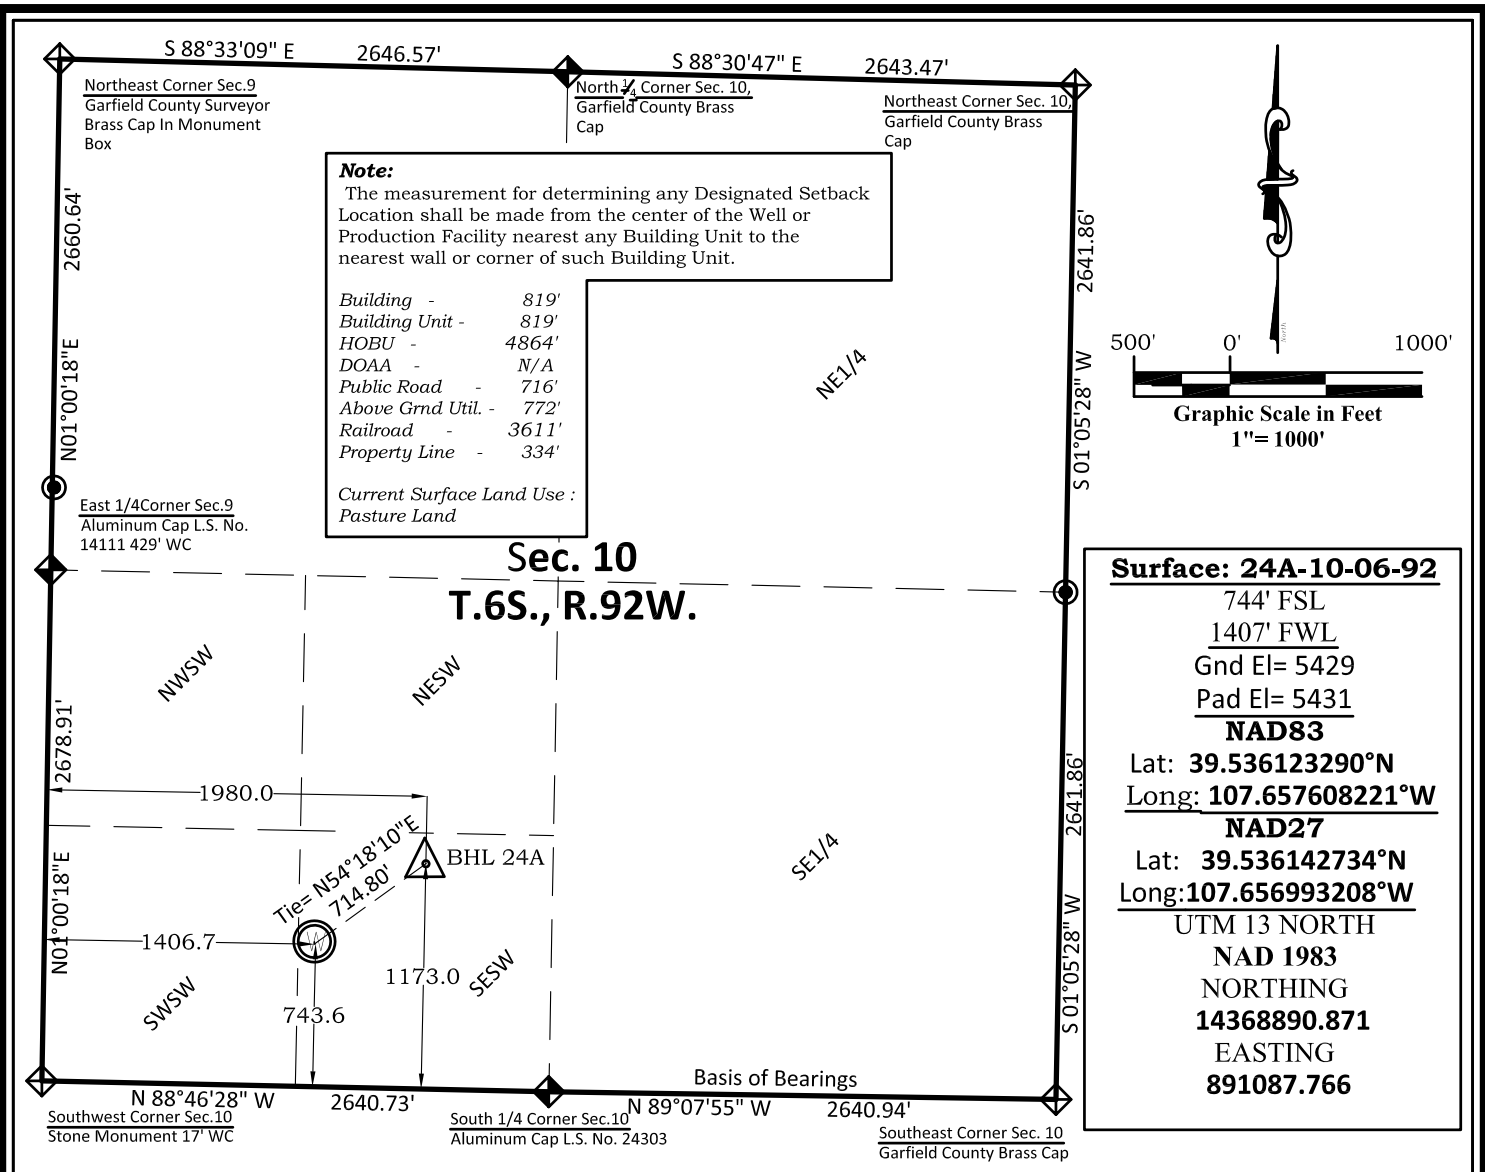 S 88°33'09" E 2646.57'
S 88°30'47" E 2643.47'
Northeast Corner Sec.9
Garfield County Surveyor
Brass Cap In Monument
Box
North 1/4 Corner Sec. 10,
Garfield County Brass
Cap
Northeast Corner Sec. 10,
Garfield County Brass
Cap
Note:
The measurement for determining any Designated Setback
Location shall be made from the center of the Well or
Production Facility nearest any Building Unit to the
nearest wall or corner of such Building Unit.
Building - 819'
Building Unit - 819'
HOBU - 4864'
DOAA - N/A
Public Road - 716'
Above Grnd Util. - 772'
Railroad - 3611'
Property Line - 334'
Current Surface Land Use :
Pasture Land
2660.64'
N01°00'18"E
2641.86'
S 01°05'28" W
NE1/4
North
500' 0' 1000'
Graphic Scale in Feet
1"= 1000'
East 1/4Corner Sec.9
Aluminum Cap L.S. No.
14111 429' WC
Sec. 10
T.6S., R.92W.
NWSW
NESW
2678.91'
N01°00'18"E
1980.0
BHL 24A
Tie= N54°18'10"E
714.80'
1406.7
W
1173.0
743.6
SWSW
SESW
SE1/4
2641.86'
S 01°05'28" W
Basis of Bearings
N 88°46'28" W 2640.73'
N 89°07'55" W 2640.94'
Southwest Corner Sec.10
Stone Monument 17' WC
South 1/4 Corner Sec.10
Aluminum Cap L.S. No. 24303
Southeast Corner Sec. 10
Garfield County Brass Cap
Surface: 24A-10-06-92
744' FSL
1407' FWL
Gnd El= 5429
Pad El= 5431
NAD83
Lat: 39.536123290°N
Long: 107.657608221°W
NAD27
Lat: 39.536142734°N
Long:107.656993208°W
UTM 13 NORTH
NAD 1983
NORTHING
14368890.871
EASTING
891087.766